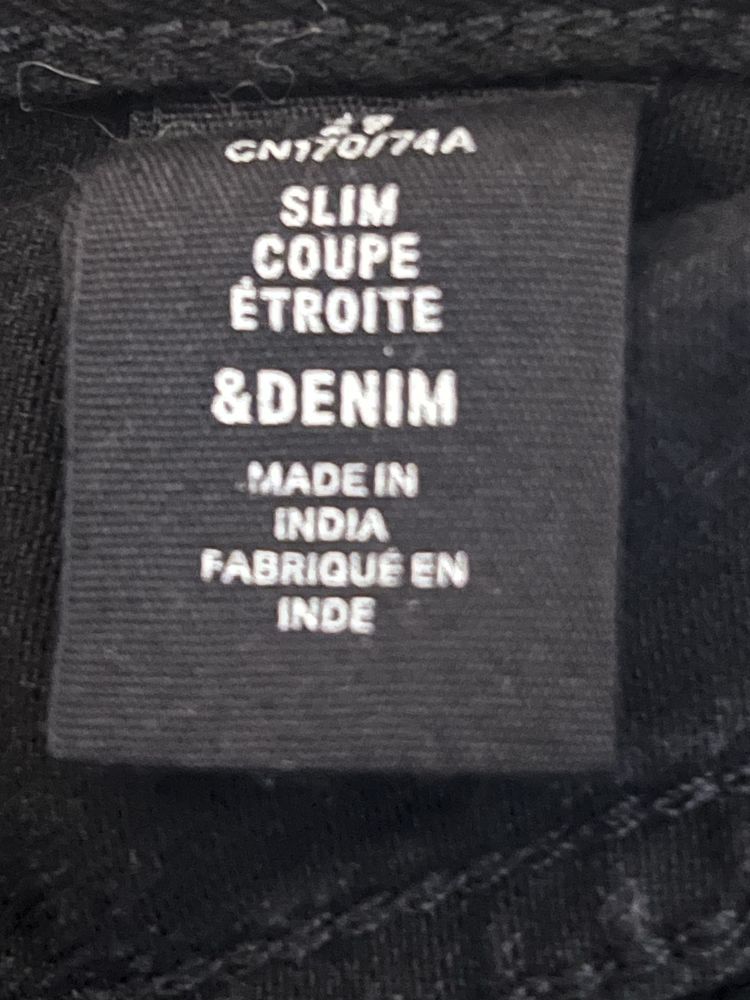 CN170/74A
SLIM
COUPE
ÉTROITE
&DENIM
MADE IN
INDIA
FABRIQUÉ EN
INDE